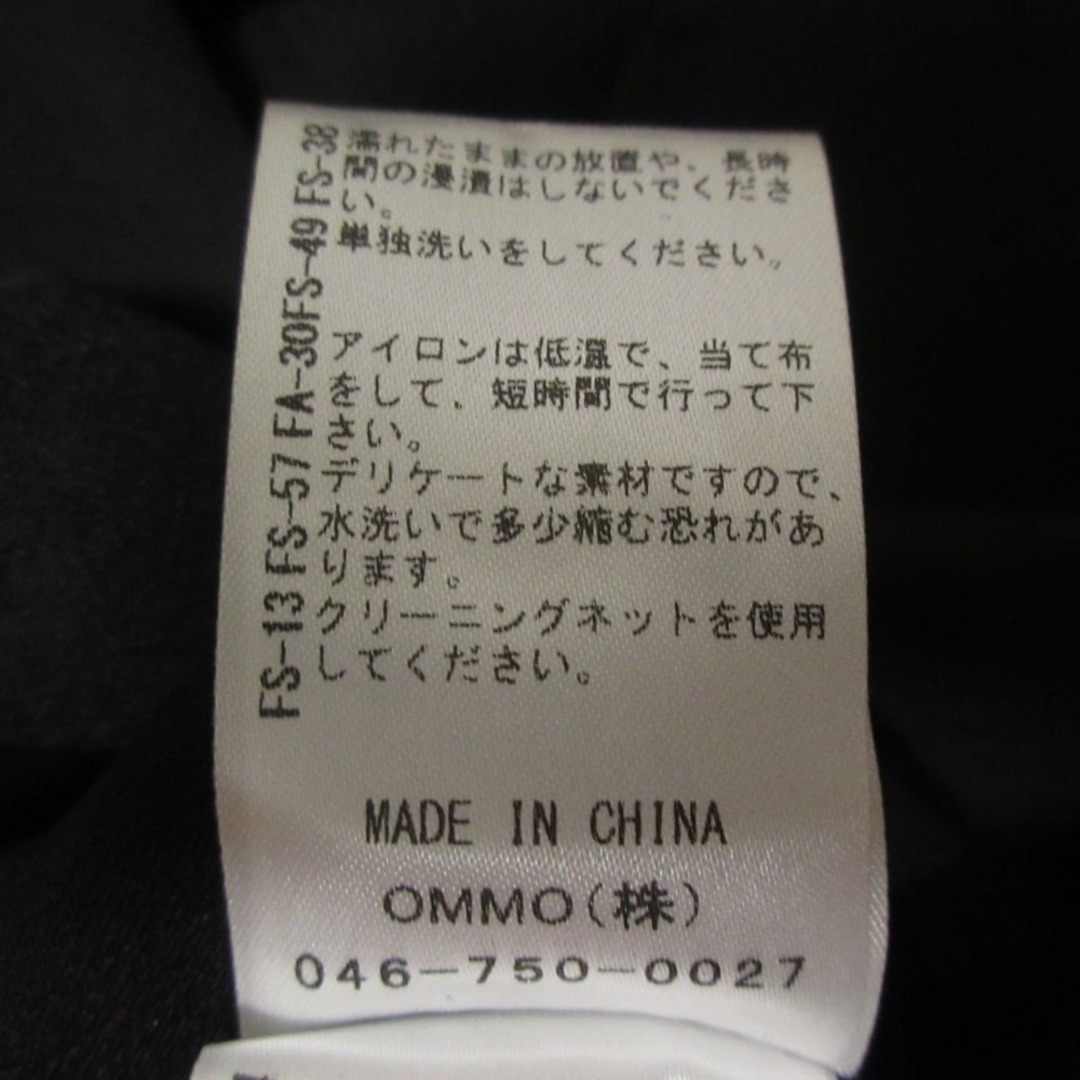 濡れたままの放置や、長時
間の浸漬はしないでくださ
い。
単独洗いをしてください。
アイロンは低温で、当て布
をして、短時間で行って下
さい。
デリケートな素材ですので、
水洗いで多少縮む恐れがあ
ります。
クリーニングネットを使用
してください。
FS-13 FS-57 FA-30 FS-49 FS-38
MADE IN CHINA
OMMO(株)
046-750-0027